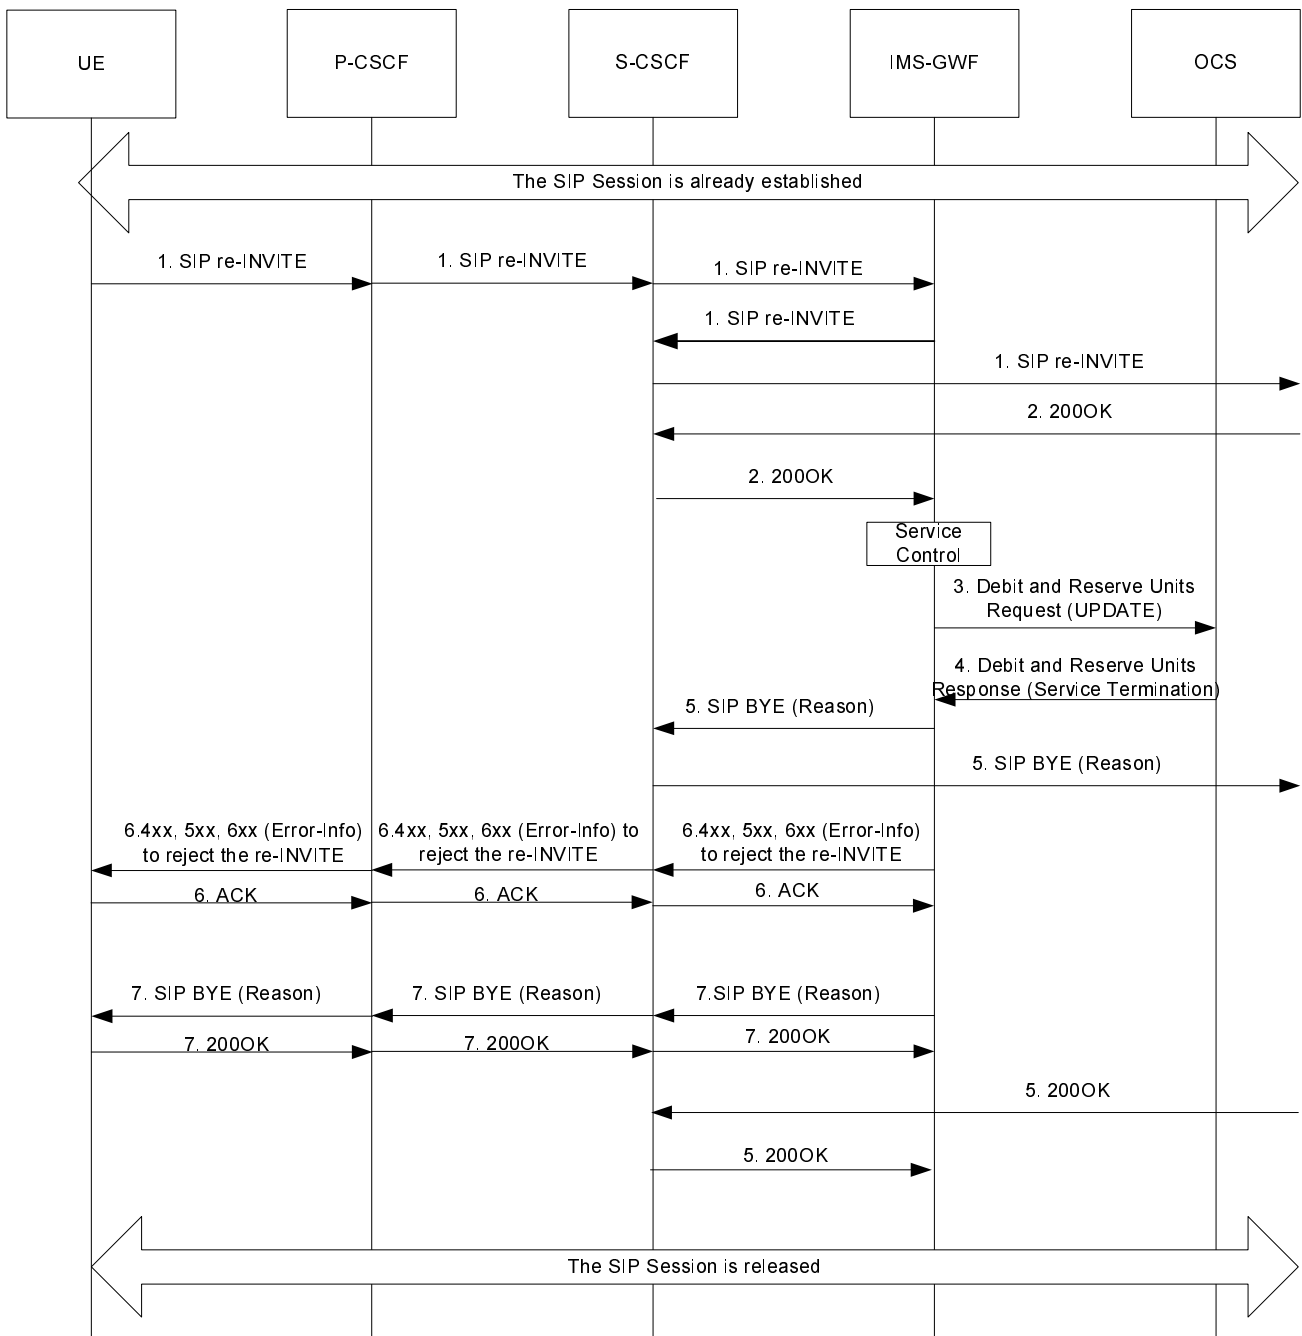 UE
P-CSCF
S-CSCF
IMS-GWF
OCS
The SIP Session is already established
1. SIP re-INVITE
1. SIP re-INVITE
1. SIP re-INVITE
1. SIP re-INVITE
1. SIP re-INVITE
2. 200OK
2. 200OK
Service
Control
3. Debit and Reserve Units
Request (UPDATE)
4. Debit and Reserve Units
Response (Service Termination)
5. SIP BYE (Reason)
5. SIP BYE (Reason)
6.4xx, 5xx, 6xx (Error-Info)
to reject the re-INVITE
6.4xx, 5xx, 6xx (Error-Info) to
reject the re-INVITE
6.4xx, 5xx, 6xx (Error-Info)
to reject the re-INVITE
6. ACK
6. ACK
6. ACK
7. SIP BYE (Reason)
7. SIP BYE (Reason)
7.SIP BYE (Reason)
7. 200OK
7. 200OK
7. 200OK
5. 200OK
5. 200OK
The SIP Session is released